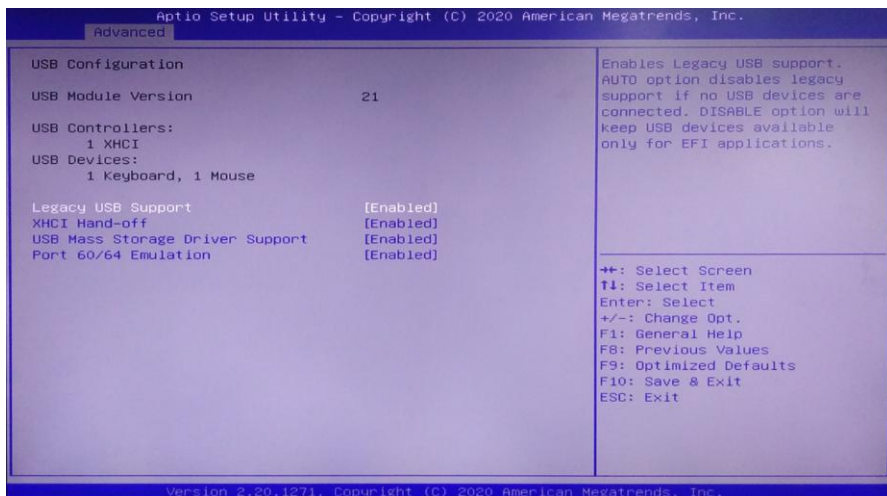 Aptio Setup Utility – Copyright (C) 2020 American Megatrends, Inc.
Advanced
USB Configuration
USB Module Version 21
USB Controllers:
1 XHCI
USB Devices:
1 Keyboard, 1 Mouse
Legacy USB Support [Enabled]
XHCI Hand-off [Enabled]
USB Mass Storage Driver Support [Enabled]
Port 60/64 Emulation [Enabled]
Enables Legacy USB support.
AUTO option disables legacy
support if no USB devices are
connected. DISABLE option will
keep USB devices available
only for EFI applications.
→←: Select Screen
↑↓: Select Item
Enter: Select
+/-: Change Opt.
F1: General Help
F8: Previous Values
F9: Optimized Defaults
F10: Save & Exit
ESC: Exit
Version 2.20.1271. Copyright (C) 2020 American Megatrends, Inc.